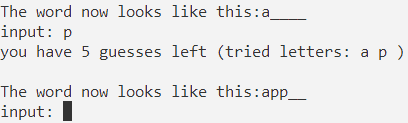 The word now looks like this:a____
input: p
you have 5 guesses left (tried letters: a p )
The word now looks like this:app__
input: